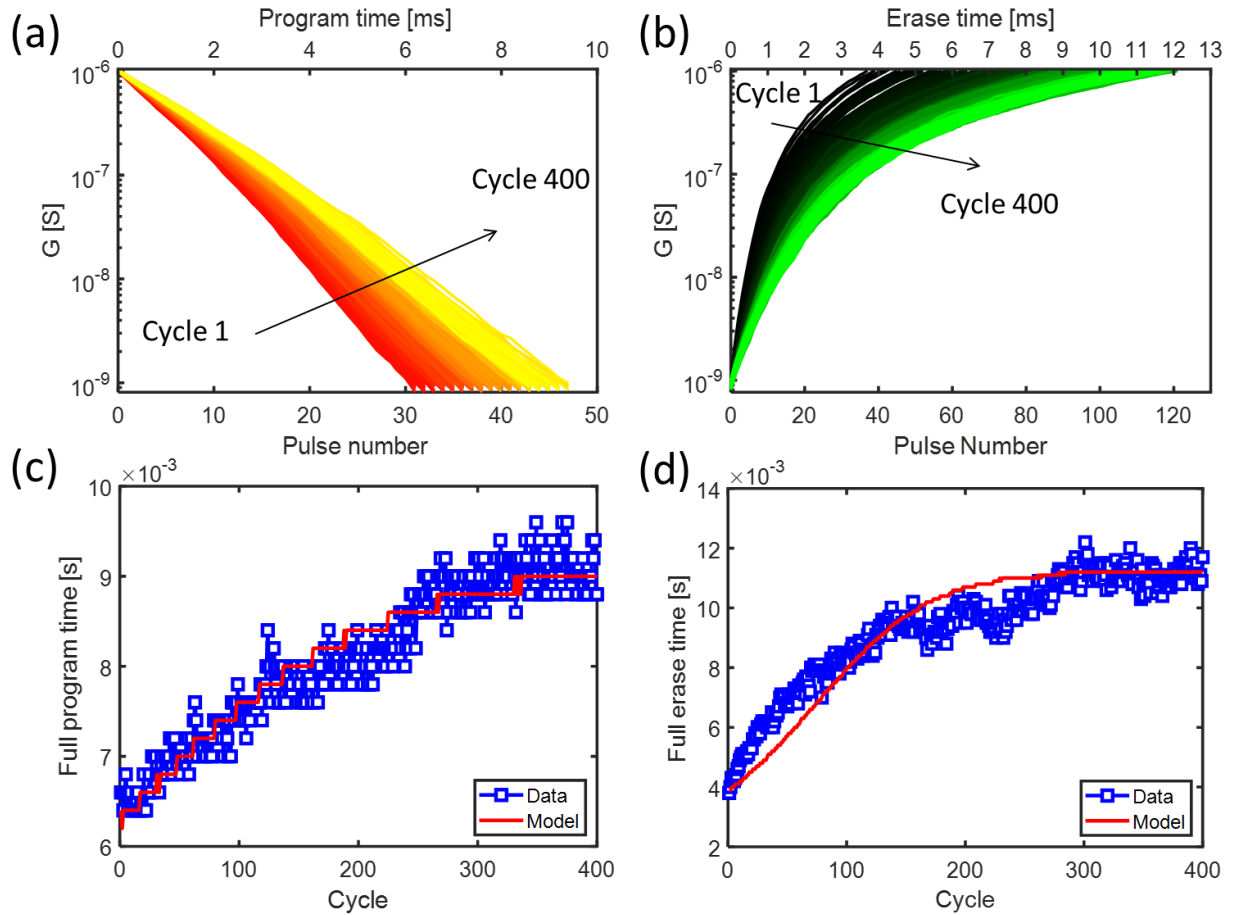 (a)
Program time [ms]
0 2 4 6 8 10
10-6
10-7
10-8
10-9
G [S]
Cycle 400
Cycle 1
0 10 20 30 40 50
Pulse number
(b)
Erase time [ms]
0 1 2 3 4 5 6 7 8 9 10 11 12 13
10-6
10-7
10-8
10-9
G [S]
Cycle 1
Cycle 400
0 20 40 60 80 100 120
Pulse Number
(c)
×10-3
10
9
8
7
6
Full program time [s]
Data
Model
0 100 200 300 400
Cycle
(d)
×10-3
14
12
10
8
6
4
2
Full erase time [s]
Data
Model
0 100 200 300 400
Cycle